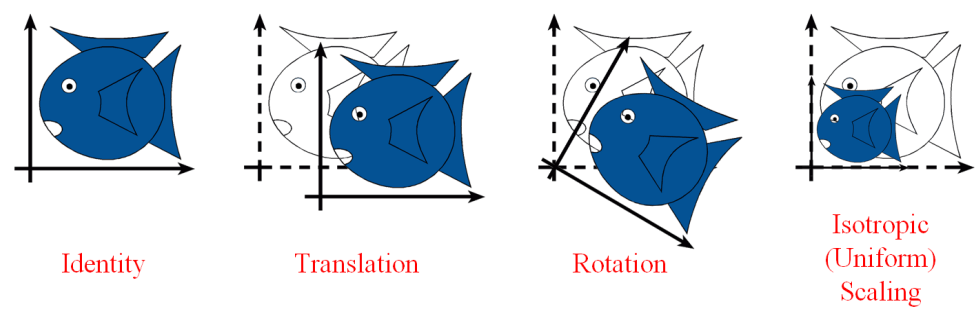 Identity
Translation
Rotation
Isotropic
(Uniform)
Scaling